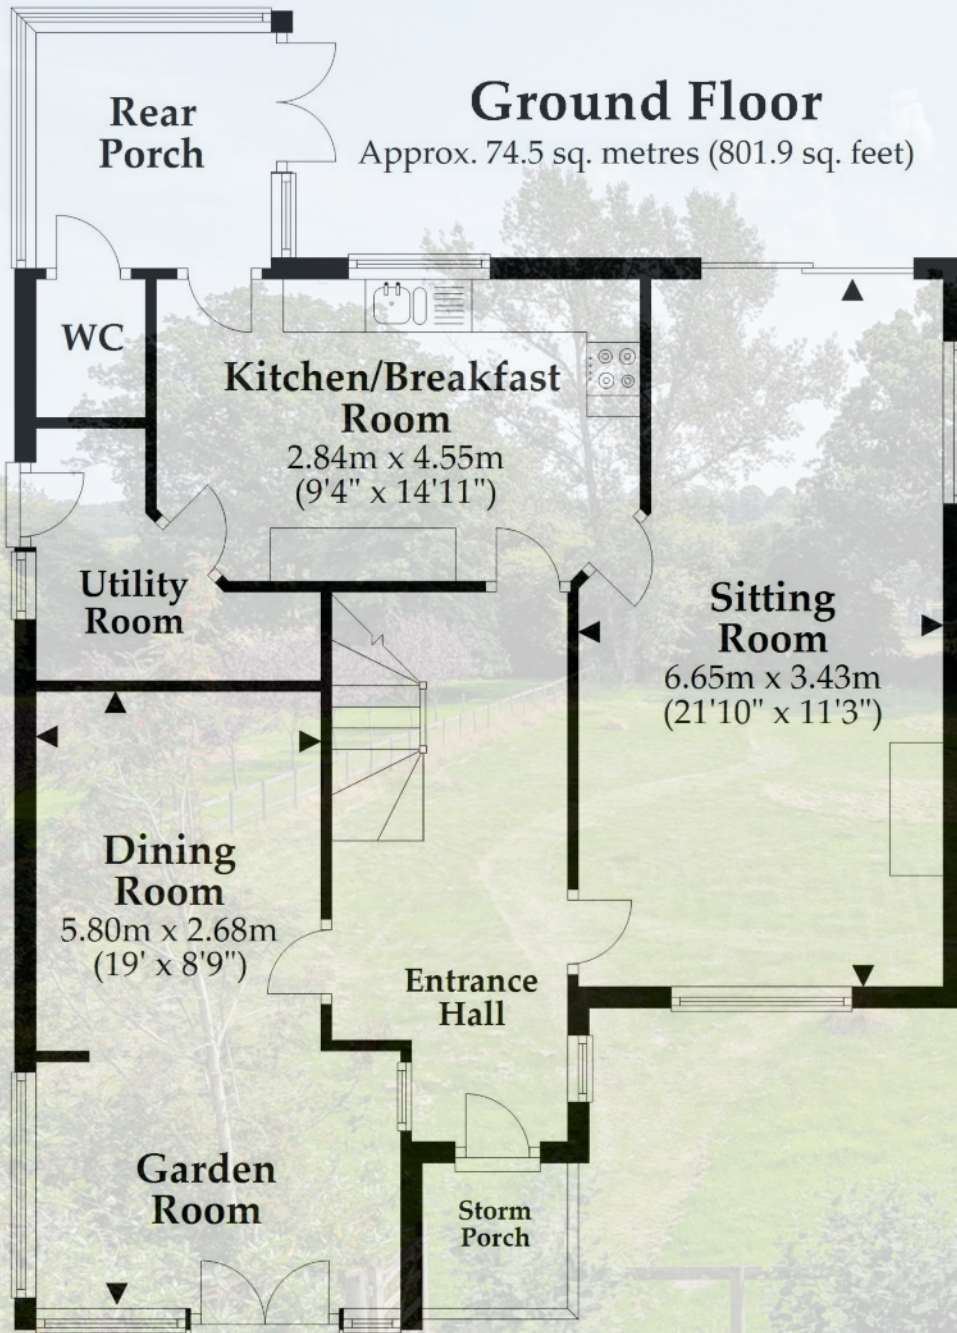 Ground Floor
Approx. 74.5 sq. metres (801.9 sq. feet)
Rear
Porch
WC
Kitchen/Breakfast
Room
2.84m x 4.55m
(9'4" x 14'11")
Utility
Room
Sitting
Room
6.65m x 3.43m
(21'10" x 11'3")
Dining
Room
5.80m x 2.68m
(19' x 8'9")
Entrance
Hall
Garden
Room
Storm
Porch